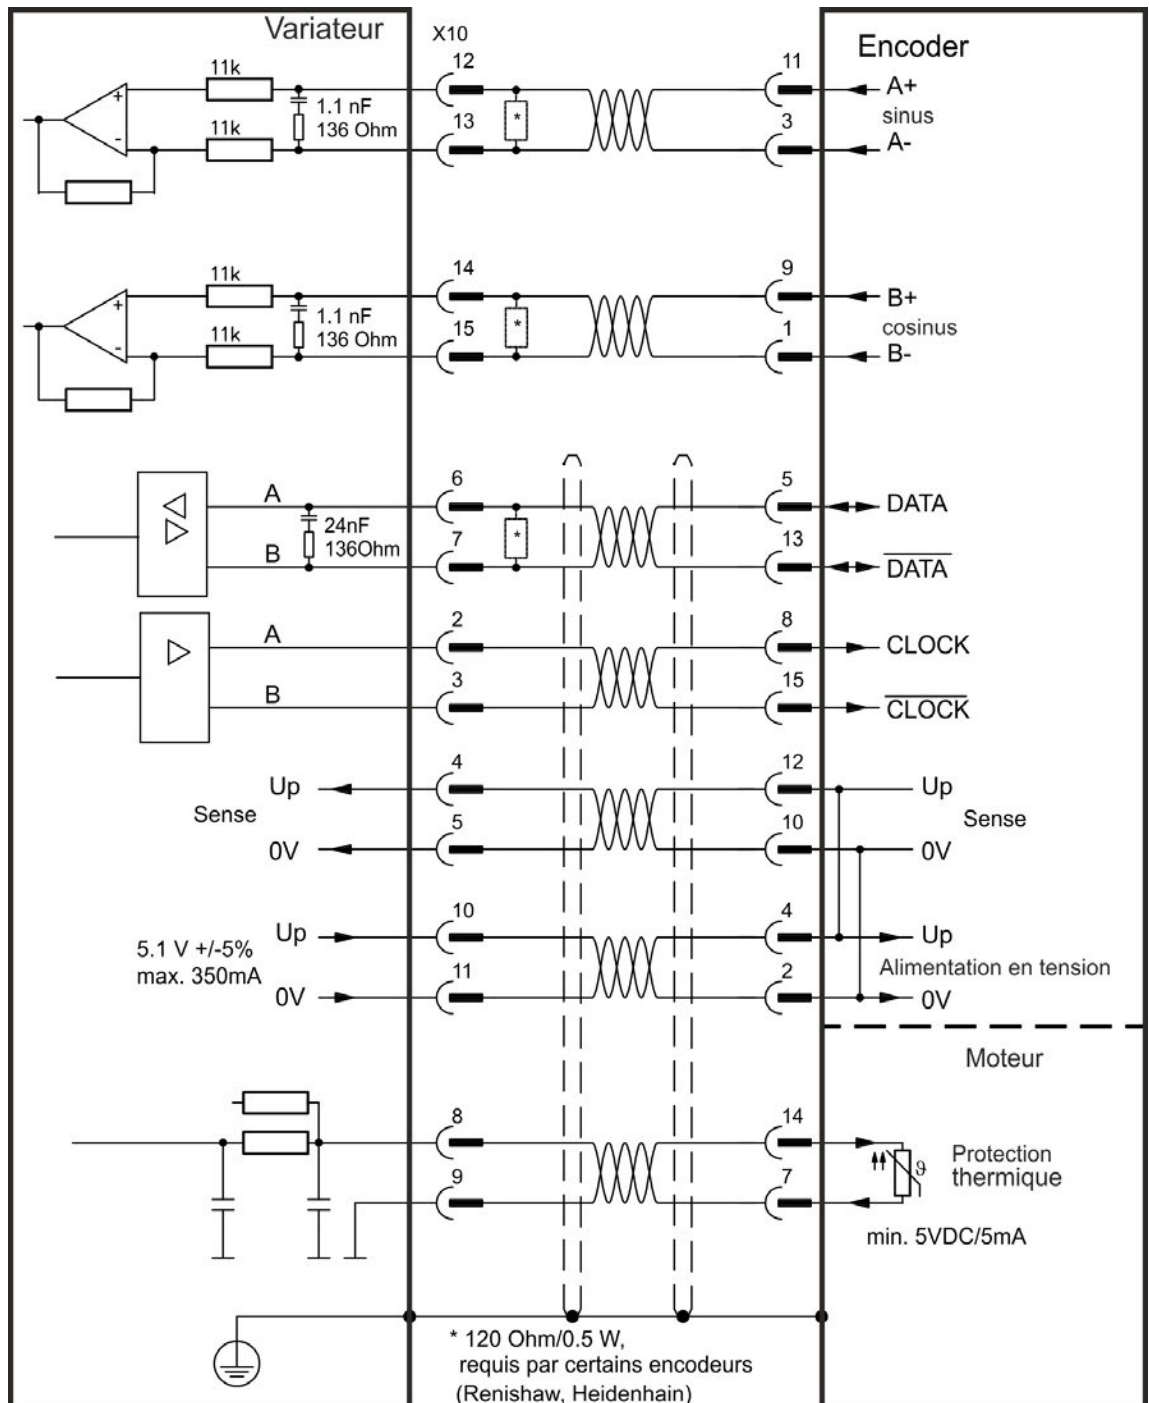 Variateur
X10
Encoder
11k
12
11
A+
+
1.1 nF
sinus
*
11k
136 Ohm
13
3
A-
-
11k
14
9
B+
+
1.1 nF
cosinus
*
11k
136 Ohm
15
1
B-
-
A
6
5
DATA
24nF
*
136Ohm
B
7
13
DATA
A
2
8
CLOCK
B
3
15
CLOCK
Up
4
12
Up
Sense
Sense
0V
5
10
0V
Up
10
4
Up
5.1 V +/-5%
max. 350mA
Alimentation en tension
0V
11
2
0V
Moteur
8
14
Protection
thermique
ϑ
9
7
min. 5VDC/5mA
* 120 Ohm/0.5 W,
requis par certains encodeurs
(Renishaw, Heidenhain)